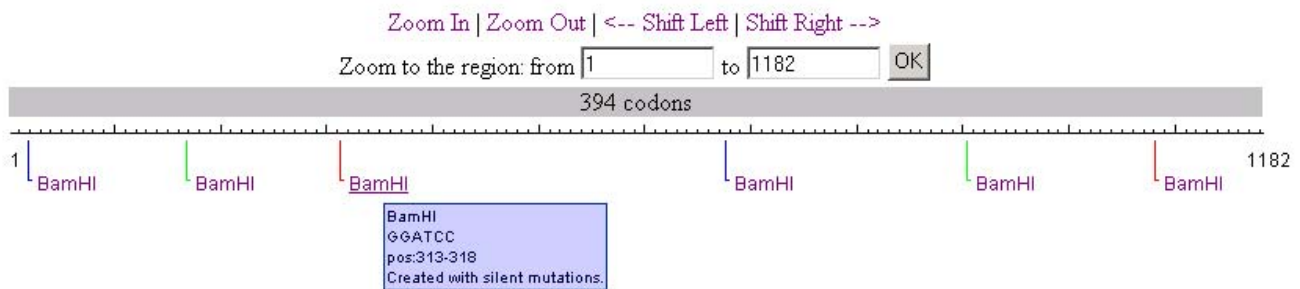 Zoom In | Zoom Out | <-- Shift Left | Shift Right -->
Zoom to the region: from 1 to 1182 OK
394 codons
1 1182
BamHI BamHI BamHI BamHI BamHI BamHI
BamHI
GGATCC
pos:313-318
Created with silent mutations.